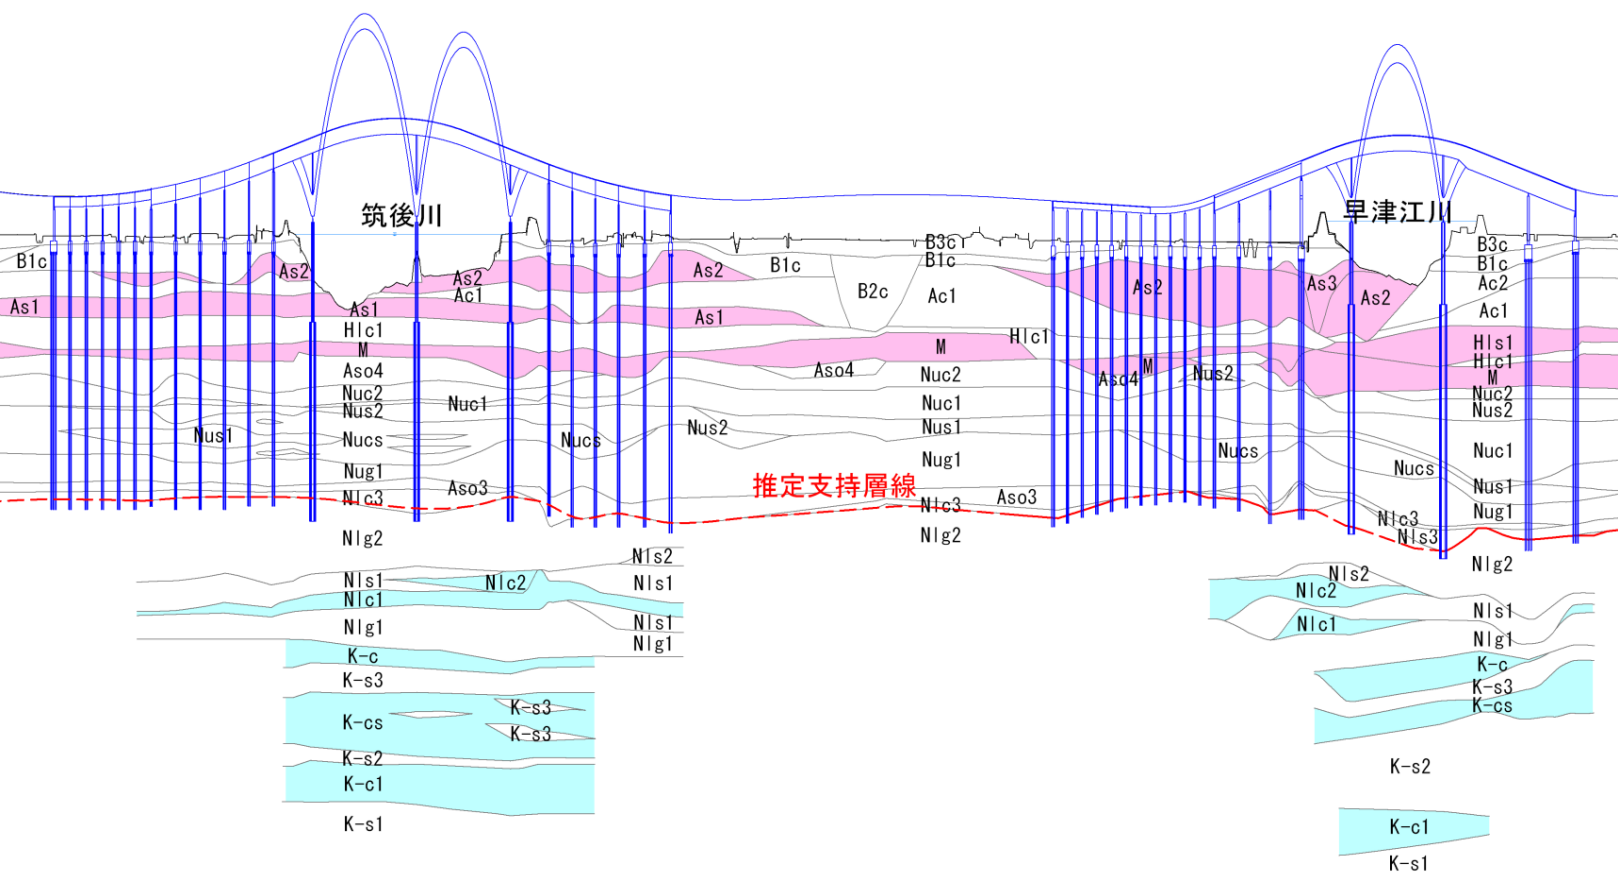 筑後川
早津江川
B3c
B3c
B1c
B1c
B1c
B1c
As2
As2
As2
As2
As3
As2
Ac2
B2c
Ac1
Ac1
Ac1
As1
As1
As1
Hlc1
Hlc1
Hls1
Hlc1
M
M
M
M
Aso4
Aso4
Aso4
Nuc2
Nuc2
Nuc2
Nus2
Nus2
Nus2
Nus2
Nuc1
Nuc1
Nuc1
Nus1
Nus1
Nus1
Nucs
Nucs
Nucs
Nucs
Nug1
Nug1
Nug1
推定支持層線
Aso3
Aso3
Nlc3
Nlc3
Nlc3
Nls3
Nlg2
Nlg2
Nlg2
Nls2
Nls2
Nls1
Nlc2
Nls1
Nlc2
Nls1
Nlc1
Nls1
Nlc1
Nlg1
Nlg1
Nlg1
K-c
K-c
K-s3
K-s3
K-s3
K-cs
K-cs
K-s3
K-s2
K-s2
K-c1
K-c1
K-s1
K-s1